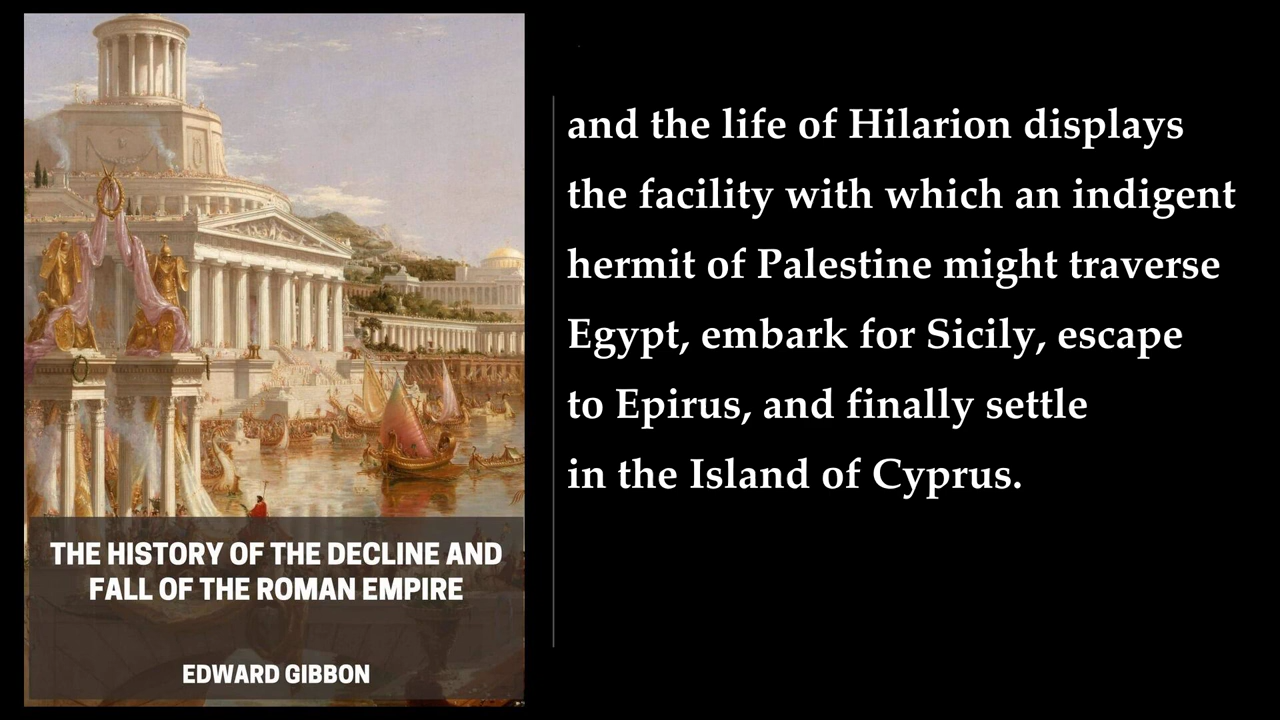 and the life of Hilarion displays
the facility with which an indigent
hermit of Palestine might traverse
Egypt, embark for Sicily, escape
to Epirus, and finally settle
in the Island of Cyprus.
THE HISTORY OF THE DECLINE AND
FALL OF THE ROMAN EMPIRE
EDWARD GIBBON